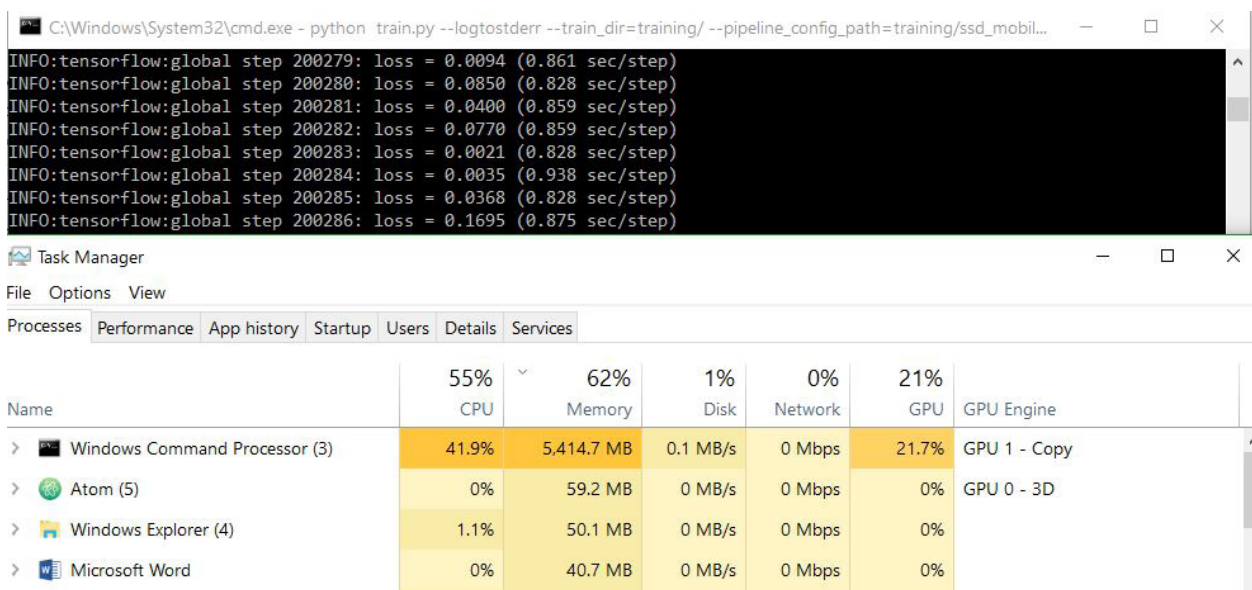 C:\Windows\System32\cmd.exe - python  train.py --logtostderr --train_dir=training/ --pipeline_config_path=training/ssd_mobil...
INFO:tensorflow:global step 200279: loss = 0.0094 (0.861 sec/step)
INFO:tensorflow:global step 200280: loss = 0.0850 (0.828 sec/step)
INFO:tensorflow:global step 200281: loss = 0.0400 (0.859 sec/step)
INFO:tensorflow:global step 200282: loss = 0.0770 (0.859 sec/step)
INFO:tensorflow:global step 200283: loss = 0.0021 (0.828 sec/step)
INFO:tensorflow:global step 200284: loss = 0.0035 (0.938 sec/step)
INFO:tensorflow:global step 200285: loss = 0.0368 (0.828 sec/step)
INFO:tensorflow:global step 200286: loss = 0.1695 (0.875 sec/step)
Task Manager
File Options View
Processes Performance App history Startup Users Details Services
55% 62% 1% 0% 21%
Name CPU Memory Disk Network GPU GPU Engine
Windows Command Processor (3) 41.9% 5,414.7 MB 0.1 MB/s 0 Mbps 21.7% GPU 1 - Copy
Atom (5) 0% 59.2 MB 0 MB/s 0 Mbps 0% GPU 0 - 3D
Windows Explorer (4) 1.1% 50.1 MB 0 MB/s 0 Mbps 0%
Microsoft Word 0% 40.7 MB 0 MB/s 0 Mbps 0%